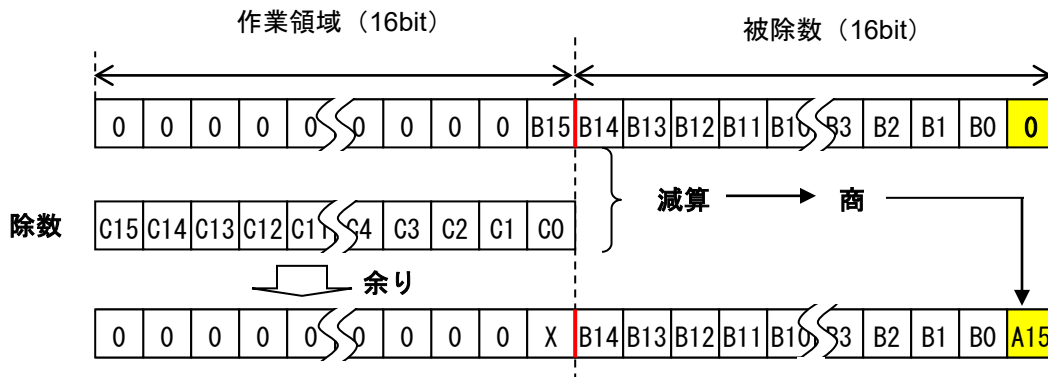 作業領域（16bit）
被除数（16bit）
0 0 0 0 0 0 0 0 0 B15 B14 B13 B12 B11 B10 B3 B2 B1 B0 0
減算 商
除数 C15 C14 C13 C12 C11 C4 C3 C2 C1 C0
余り
0 0 0 0 0 0 0 0 0 X B14 B13 B12 B11 B10 B3 B2 B1 B0 A15